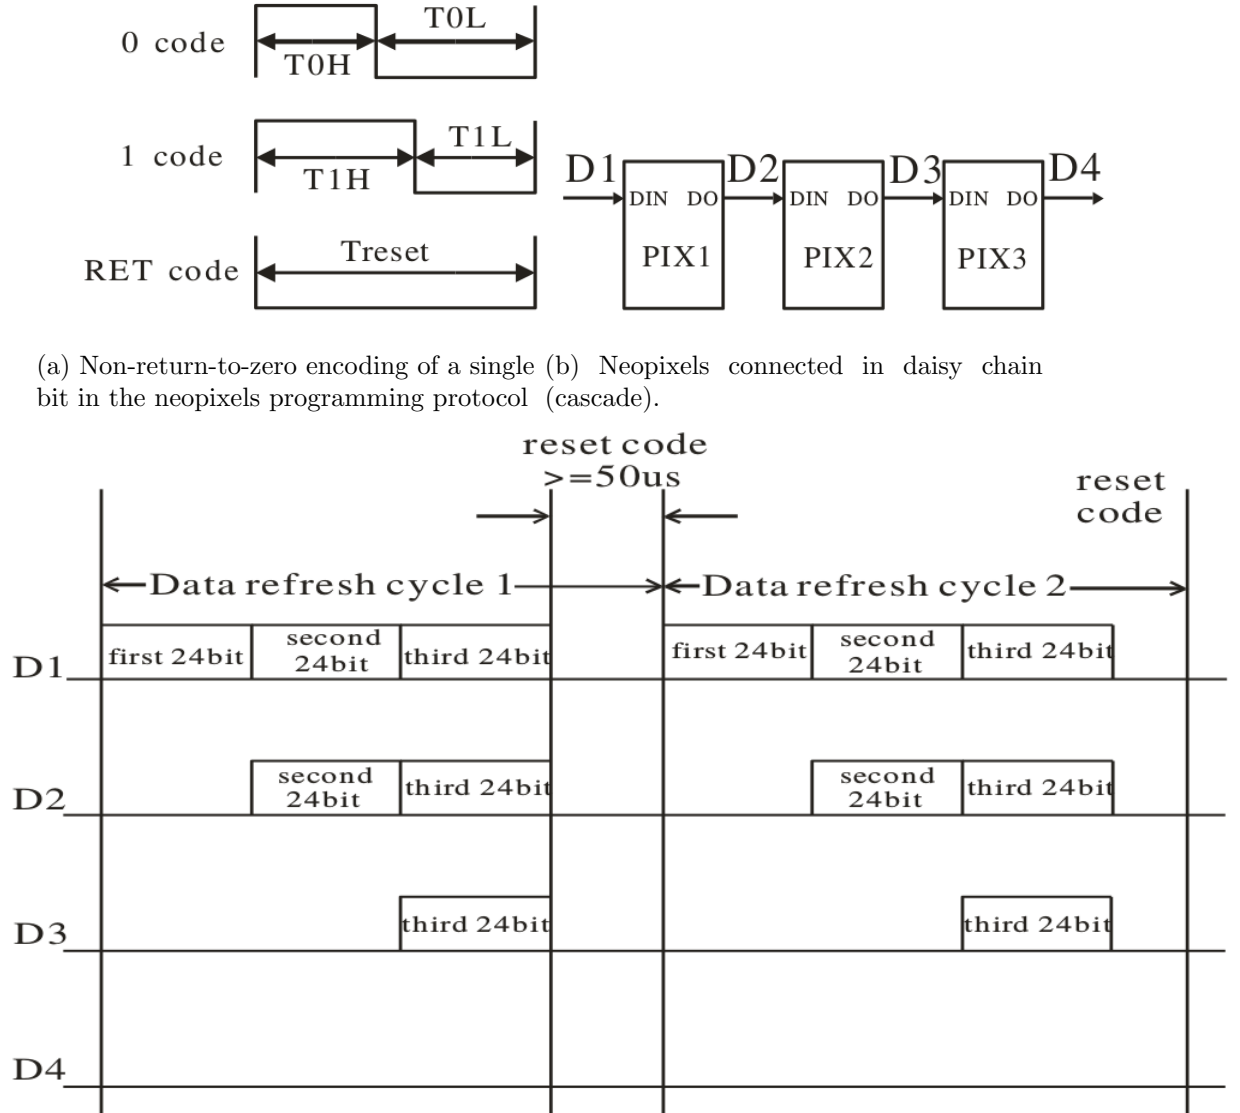 0 code
T0H
T0L
1 code
T1H
T1L
RET code
Treset
D1
D2
D3
D4
DIN DO
DIN DO
DIN DO
PIX1
PIX2
PIX3
(a) Non-return-to-zero encoding of a single
bit in the neopixels programming protocol
(b) Neopixels connected in daisy chain
(cascade).
reset code
>=50us
reset
code
Data refresh cycle 1
Data refresh cycle 2
D1
first 24bit
second
24bit
third 24bit
first 24bit
second
24bit
third 24bit
D2
second
24bit
third 24bit
second
24bit
third 24bit
D3
third 24bit
third 24bit
D4